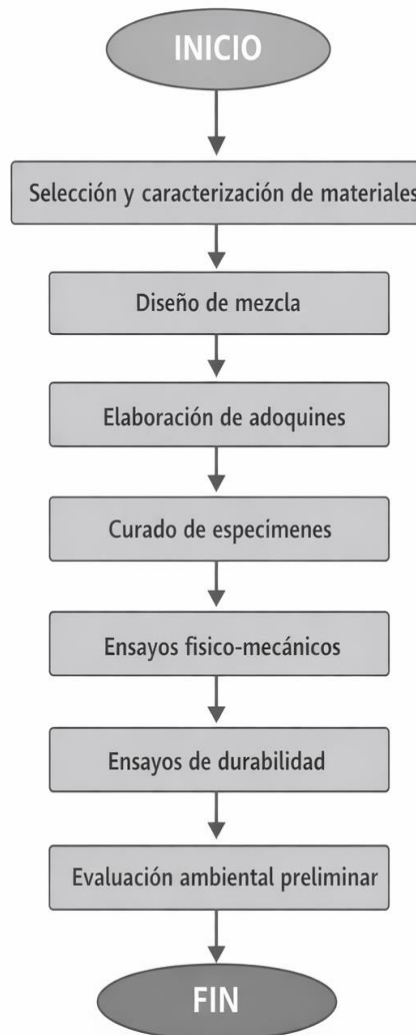 INICIO
Selección y caracterización de materiales
Diseño de mezcla
Elaboración de adoquines
Curado de especimenes
Ensayos fisico-mecánicos
Ensayos de durabilidad
Evaluación ambiental preliminar
FIN